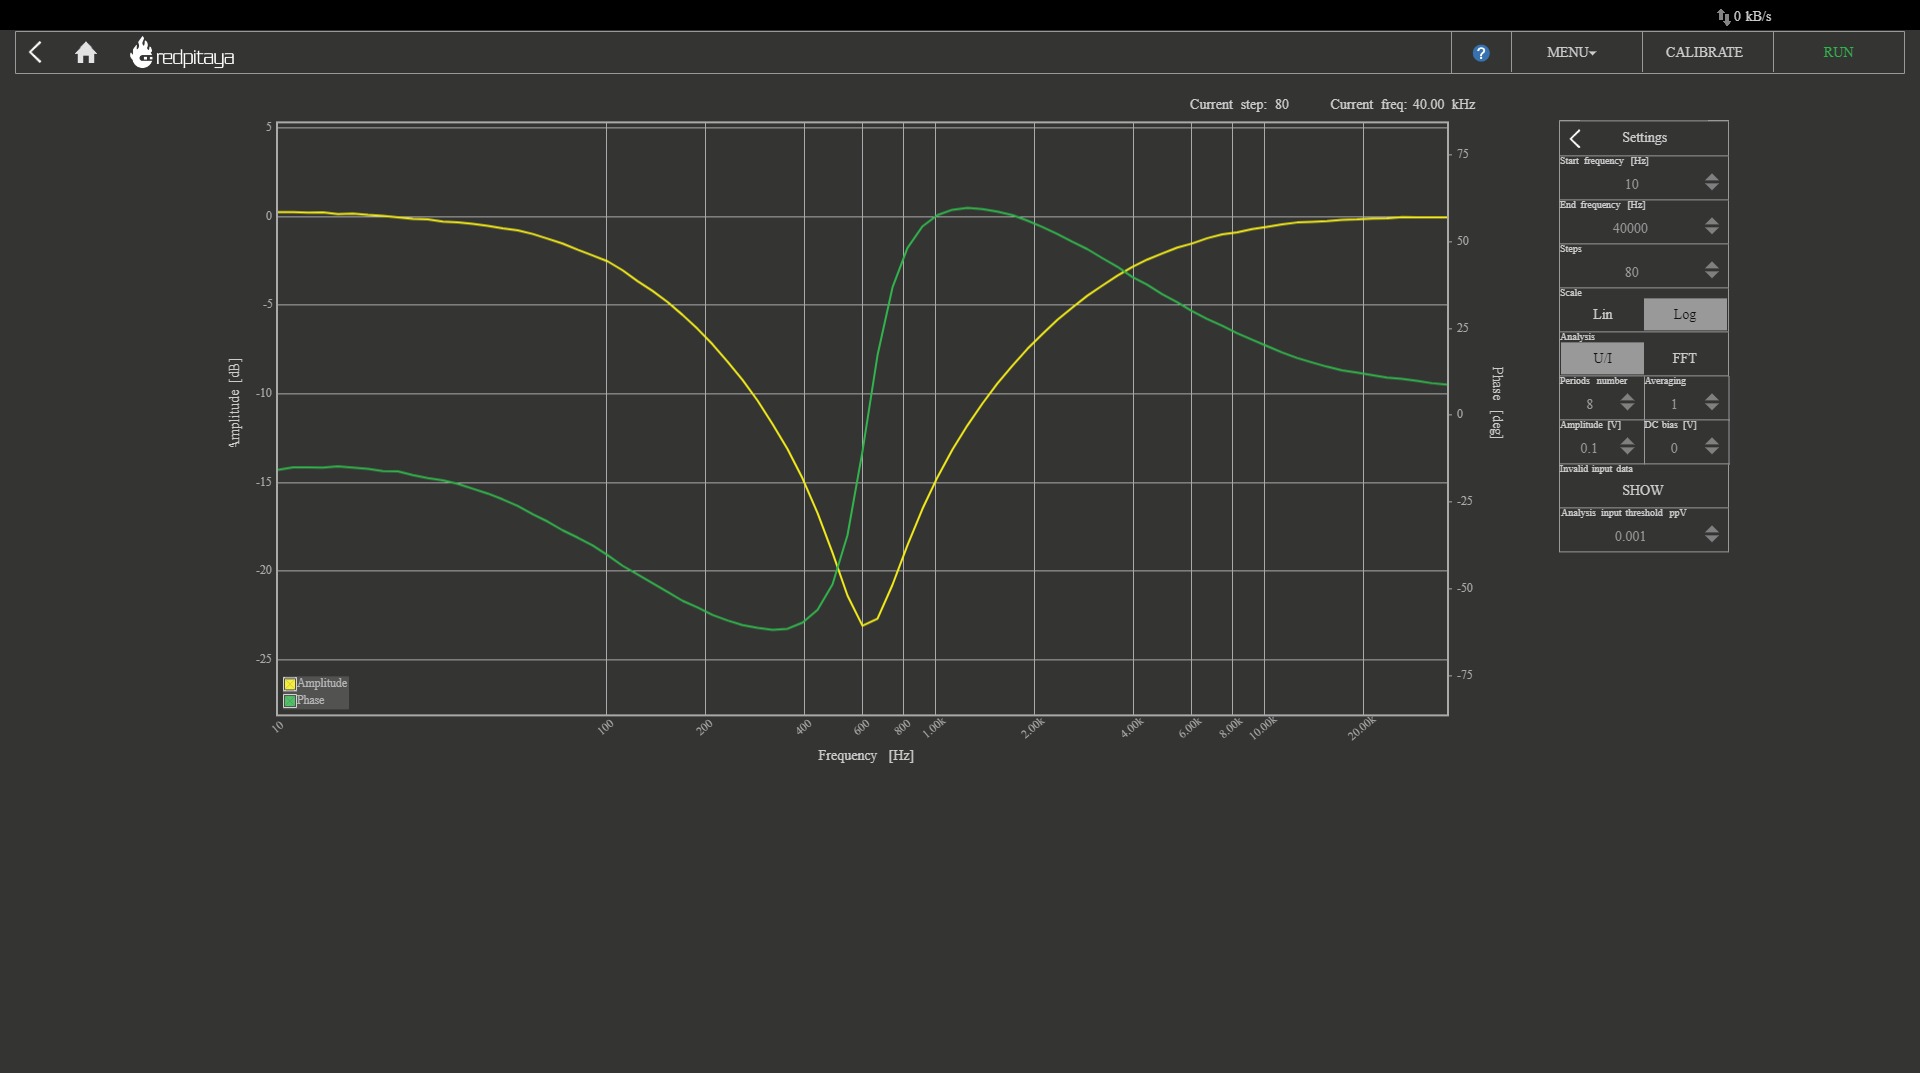 0 kB/s
redpitaya
?
MENU
CALIBRATE
RUN
Current step: 80 Current freq: 40.00 kHz
5
0
-5
-10
-15
-20
-25
Amplitude [dB]
75
50
25
0
-25
-50
-75
Phase [deg]
Amplitude
Phase
10 100 200 400 600 800 1.00k 2.00k 4.00k 6.00k 8.00k 10.00k 20.00k
Frequency [Hz]
Settings
Start frequency [Hz]
10
End frequency [Hz]
40000
Steps
80
Scale
Lin Log
Analysis
U/I FFT
Periods number Averaging
8 1
Amplitude [V] DC bias [V]
0.1 0
Invalid input data
SHOW
Analysis input threshold ppV
0.001